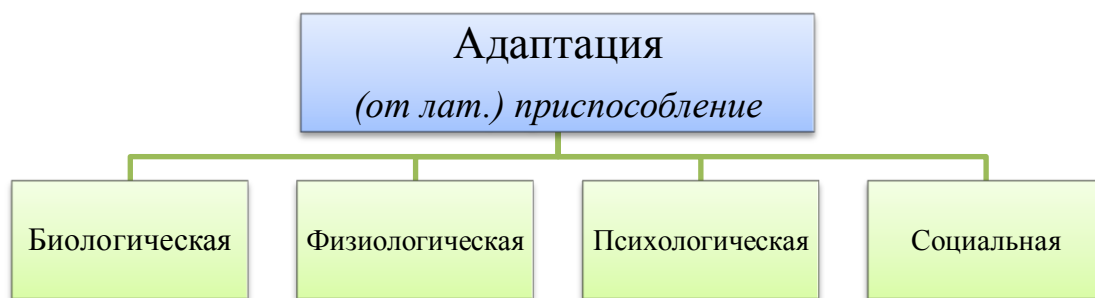 Адаптация
(от лат.) приспособление
Биологическая
Физиологическая
Психологическая
Социальная